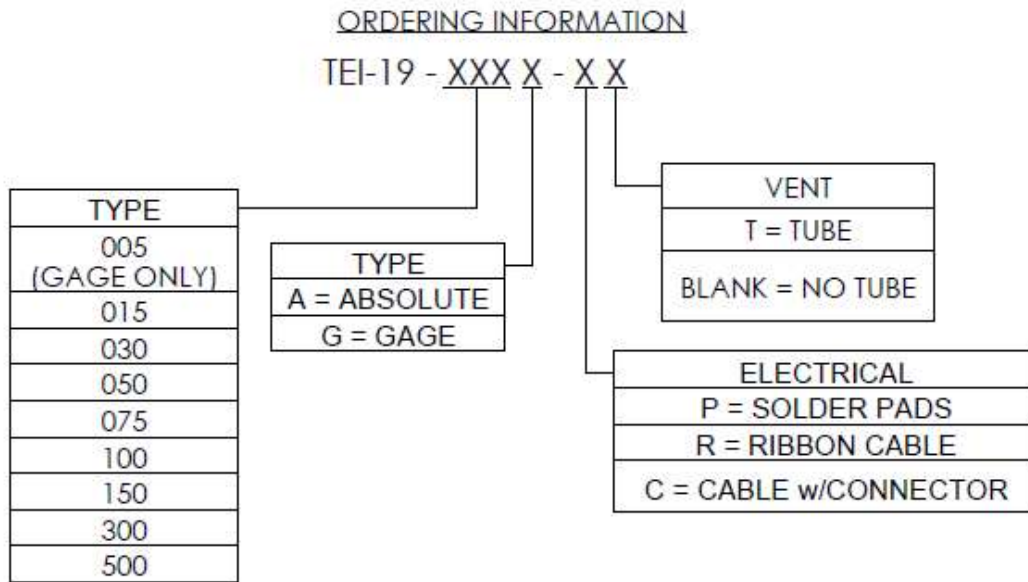 ORDERING INFORMATION
TEI-19 - XXX X - X X
TYPE
005
(GAGE ONLY)
015
030
050
075
100
150
300
500
TYPE
A = ABSOLUTE
G = GAGE
VENT
T = TUBE
BLANK = NO TUBE
ELECTRICAL
P = SOLDER PADS
R = RIBBON CABLE
C = CABLE w/CONNECTOR